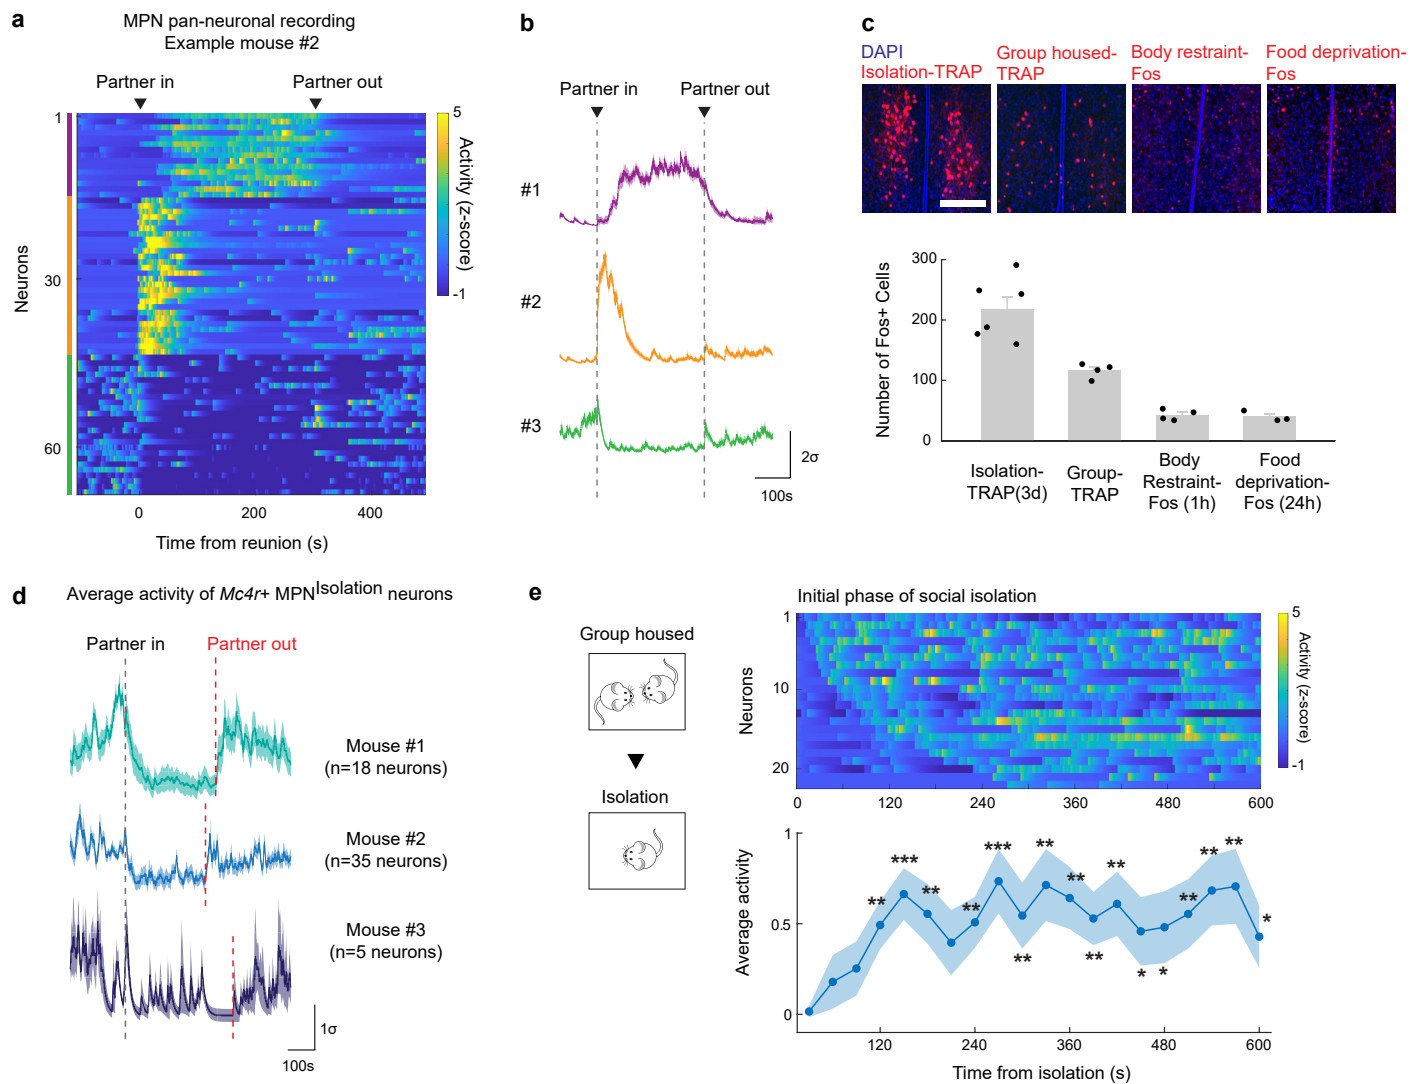 a
MPN pan-neuronal recording
Example mouse #2
Partner in
Partner out
1
30
60
Neurons
0
200
400
Time from reunion (s)
5
-1
Activity (z-score)
b
Partner in
Partner out
#1
#2
#3
2σ
100s
c
DAPI
Isolation-TRAP
Group housed-
TRAP
Body restraint-
Fos
Food deprivation-
Fos
300
200
100
0
Number of Fos+ Cells
Isolation-
TRAP(3d)
Group-
TRAP
Body
Restraint-
Fos (1h)
Food
deprivation-
Fos (24h)
d
Average activity of Mc4r+ MPNIsolation neurons
Partner in
Partner out
Mouse #1
(n=18 neurons)
Mouse #2
(n=35 neurons)
Mouse #3
(n=5 neurons)
1σ
100s
e
Group housed
Isolation
Initial phase of social isolation
1
10
20
Neurons
0
120
240
360
480
600
5
-1
Activity (z-score)
1
0.5
0
Average activity
** *** ** ** *** ** ** ** ** ** * * ** ** ** *
120
240
360
480
600
Time from isolation (s)